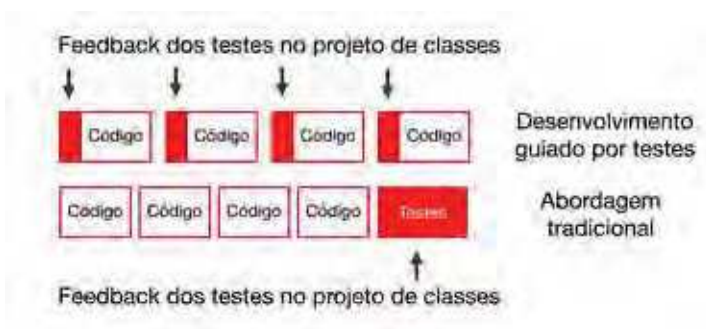 Feedback dos testes no projeto de classes
Código Código Código Código
Desenvolvimento
guiado por testes
Código Código Código Código Testes
Abordagem
tradicional
Feedback dos testes no projeto de classes